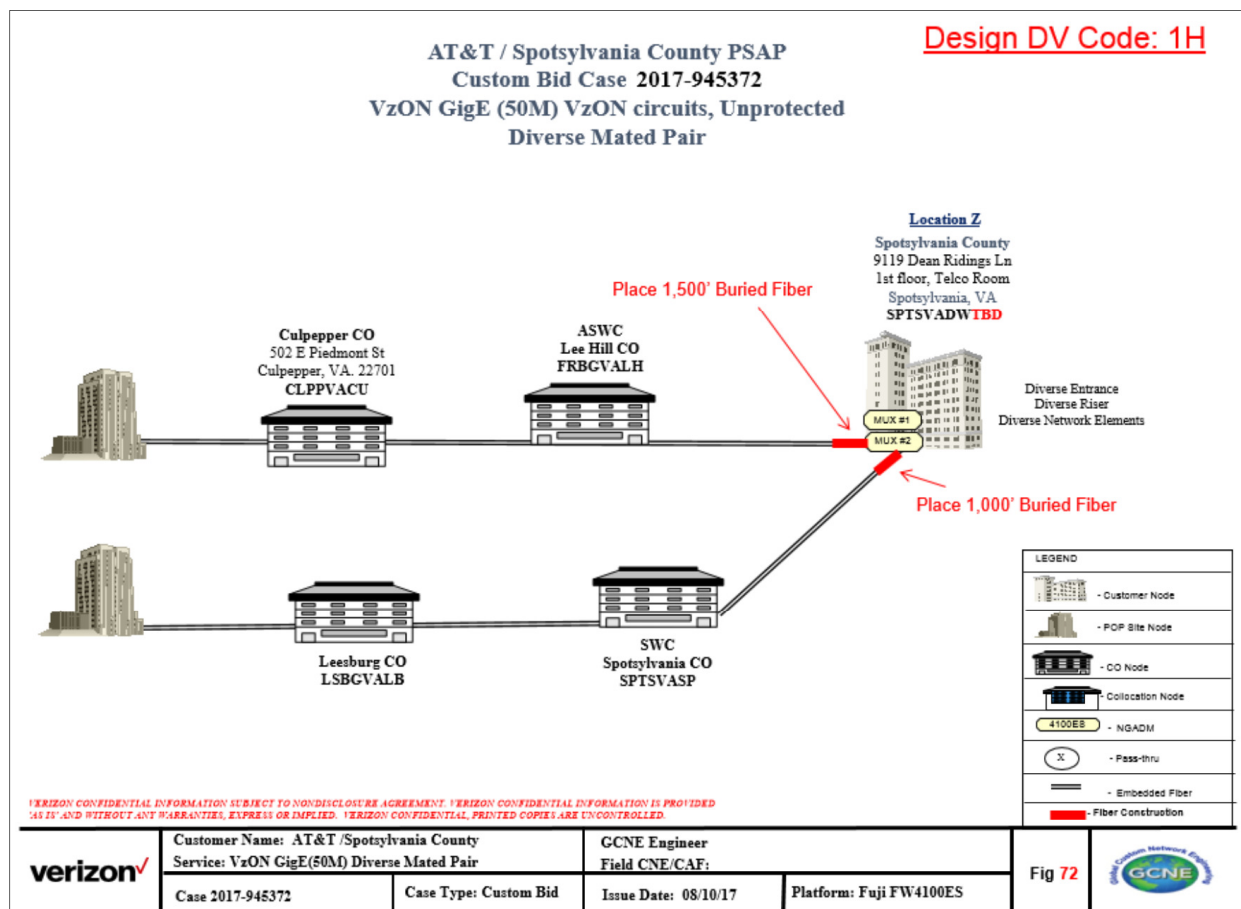 Design DV Code: 1H
AT&T / Spotsylvania County PSAP
Custom Bid Case 2017-945372
VzON GigE (50M) VzON circuits, Unprotected
Diverse Mated Pair
Location Z
Spotsylvania County
9119 Dean Ridings Ln
1st floor, Telco Room
Spotsylvania, VA
SPTSVADWTBD
Place 1,500’ Buried Fiber
Culpepper CO
502 E Piedmont St
Culpepper, VA. 22701
CLPPVACU
ASWC
Lee Hill CO
FRBGVALH
MUX #1
MUX #2
Diverse Entrance
Diverse Riser
Diverse Network Elements
Place 1,000’ Buried Fiber
Leesburg CO
LSBGVALB
SWC
Spotsylvania CO
SPTSVASP
LEGEND
- Customer Node
- POP Site Node
- CO Node
- Collocation Node
4100ES - NGADM
X - Pass-thru
- Embedded Fiber
- Fiber Construction
VERIZON CONFIDENTIAL INFORMATION SUBJECT TO NONDISCLOSURE AGREEMENT. VERIZON CONFIDENTIAL INFORMATION IS PROVIDED
'AS IS' AND WITHOUT ANY WARRANTIES, EXPRESS OR IMPLIED. VERIZON CONFIDENTIAL, PRINTED COPIES ARE UNCONTROLLED.
verizon
Customer Name: AT&T /Spotsylvania County
Service: VzON GigE(50M) Diverse Mated Pair
GCNE Engineer
Field CNE/CAF:
Case 2017-945372
Case Type: Custom Bid
Issue Date: 08/10/17
Platform: Fuji FW4100ES
Fig 72
Global Custom Network Engineering
GCNE